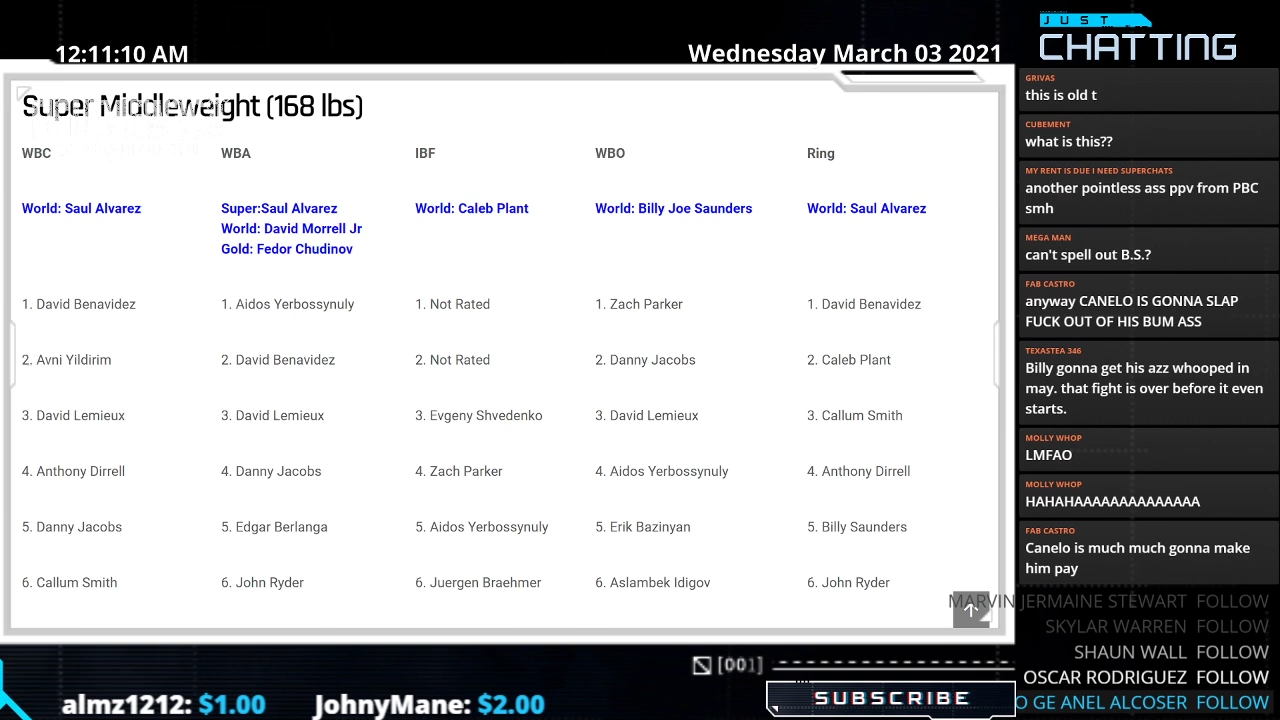 12:11:10 AM
Wednesday March 03 2021
Super Middleweight (168 lbs)
WBC WBA IBF WBO Ring
World: Saul Alvarez Super:Saul Alvarez World: Caleb Plant World: Billy Joe Saunders World: Saul Alvarez
World: David Morrell Jr
Gold: Fedor Chudinov
1. David Benavidez 1. Aidos Yerbossynuly 1. Not Rated 1. Zach Parker 1. David Benavidez
2. Avni Yildirim 2. David Benavidez 2. Not Rated 2. Danny Jacobs 2. Caleb Plant
3. David Lemieux 3. David Lemieux 3. Evgeny Shvedenko 3. David Lemieux 3. Callum Smith
4. Anthony Dirrell 4. Danny Jacobs 4. Zach Parker 4. Aidos Yerbossynuly 4. Anthony Dirrell
5. Danny Jacobs 5. Edgar Berlanga 5. Aidos Yerbossynuly 5. Erik Bazinyan 5. Billy Saunders
6. Callum Smith 6. John Ryder 6. Juergen Braehmer 6. Aslambek Idigov 6. John Ryder
JUST
CHATTING
GRIVAS
this is old t
CUBEMENT
what is this??
MY RENT IS DUE I NEED SUPERCHATS
another pointless ass ppv from PBC
smh
MEGA MAN
can't spell out B.S.?
FAB CASTRO
anyway CANELO IS GONNA SLAP
FUCK OUT OF HIS BUM ASS
TEXASTEA 346
Billy gonna get his azz whooped in
may. that fight is over before it even
starts.
MOLLY WHOP
LMFAO
MOLLY WHOP
HAHAHAAAAAAAAAAAAAA
FAB CASTRO
Canelo is much much gonna make
him pay
MARVIN JERMAINE STEWART FOLLOW
SKYLAR WARREN FOLLOW
SHAUN WALL FOLLOW
OSCAR RODRIGUEZ FOLLOW
O GE ANEL ALCOSER FOLLOW
[001]
SUBSCRIBE
almz1212: $1.00 JohnyMane: $2.00